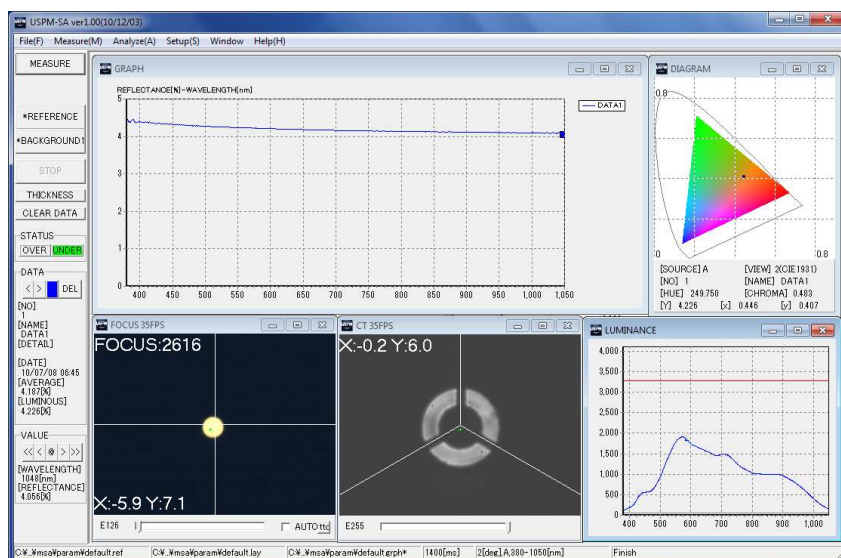 USPM-SA ver1.00(10/12/03)
File(F) Measure(M) Analyze(A) Setup(S) Window Help(H)
MEASURE
*REFERENCE
*BACKGROUND1
STOP
THICKNESS
CLEAR DATA
STATUS
OVER UNDER
DATA
< > DEL
[NO]
1
[NAME]
DATA1
[DETAIL]
[DATE]
10/07/08 06:45
[AVERAGE]
4.187[%]
[LUMINOUS]
4.226[%]
VALUE
<< < @ > >>
[WAVELENGTH]
1048[nm]
[REFLECTANCE]
4.056[%]
GRAPH
REFLECTANCE[%]-WAVELENGTH[nm]
5
4
3
2
1
0
400 450 500 550 600 650 700 750 800 850 900 950 1,000 1,050
DATA1
DIAGRAM
0.8
0.8
[SOURCE] A [VIEW] 2(CIE1931)
[NO] 1 [NAME] DATA1
[HUE] 249.750 [CHROMA] 0.483
[Y] 4.226 [x] 0.446 [y] 0.407
FOCUS 35FPS
FOCUS:2616
X:-5.9 Y:7.1
E126 AUTO ttc
CT 35FPS
X:-0.2 Y:6.0
E255
LUMINANCE
4,000
3,500
3,000
2,500
2,000
1,500
1,000
500
0
400 500 600 700 800 900 1,000
C:¥..¥msa¥param¥default.ref C:¥..¥msa¥param¥default.lay C:¥..¥msa¥param¥default.grph* 1400[ms] 2[deg],A,380-1050[nm] Finish